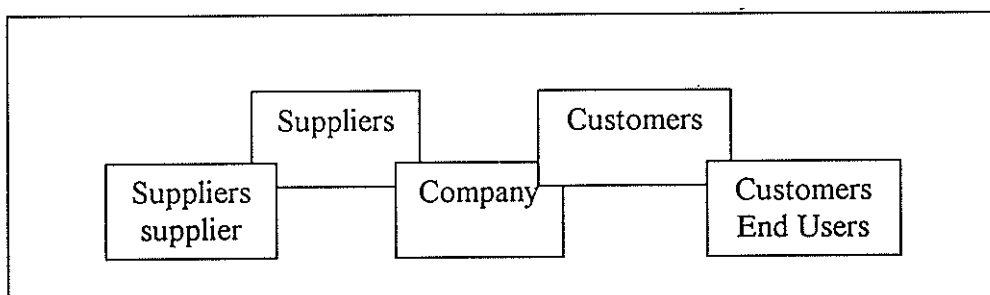 Suppliers
Customers
Suppliers
supplier
Company
Customers
End Users